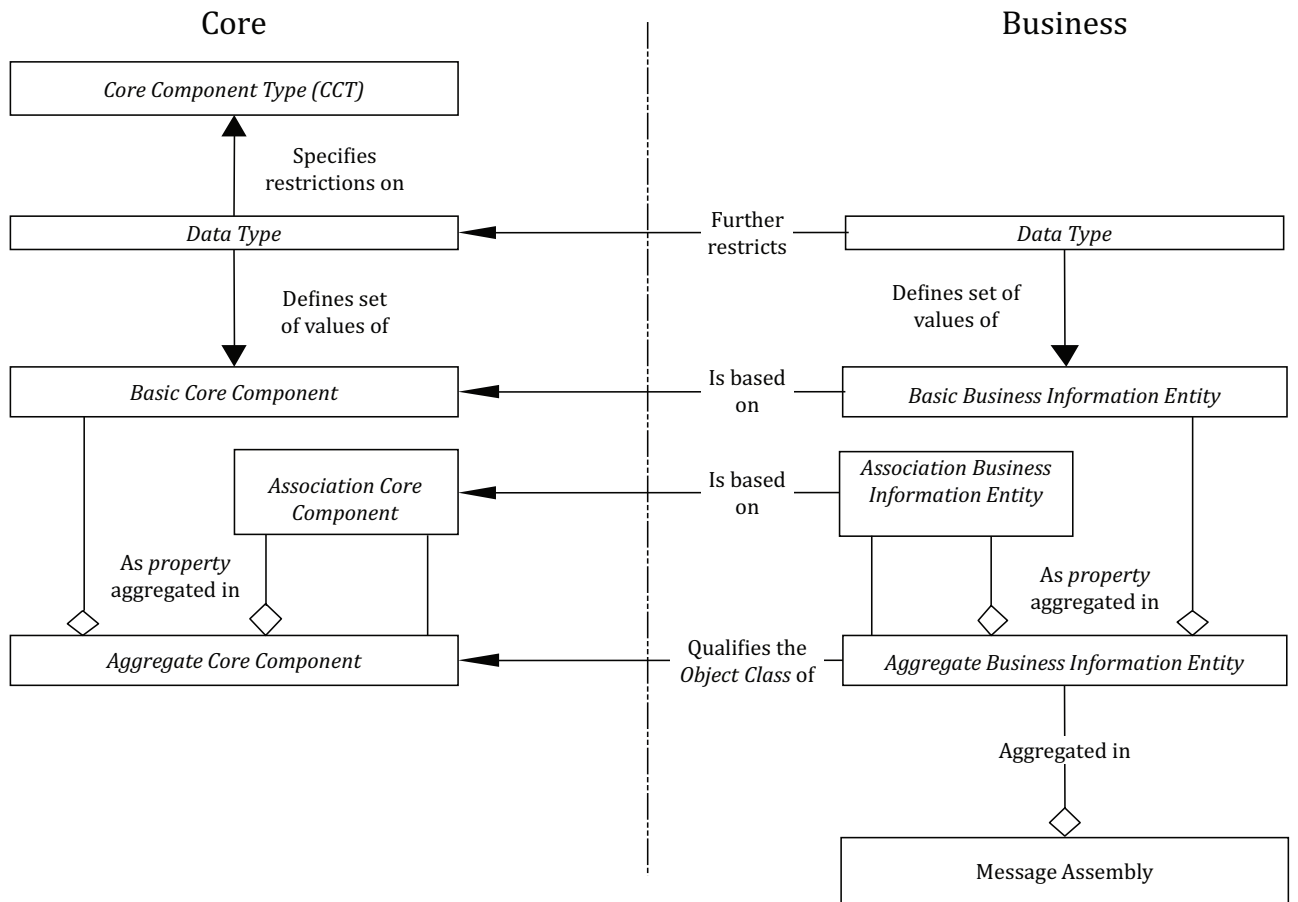 Core
Business
Core Component Type (CCT)
Specifies
restrictions on
Data Type
Further
restricts
Data Type
Defines set
of values of
Defines set of
values of
Basic Core Component
Is based
on
Basic Business Information Entity
Association Core
Component
Is based
on
Association Business
Information Entity
As property
aggregated in
As property
aggregated in
Aggregate Core Component
Qualifies the
Object Class of
Aggregate Business Information Entity
Aggregated in
Message Assembly